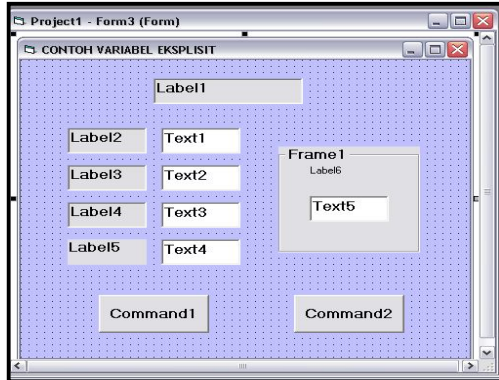 Project1 - Form3 (Form)
CONTOH VARIABEL EKSPLISIT
Label1
Label2 Text1
Label3 Text2
Label4 Text3
Label5 Text4
Frame1
Label6
Text5
Command1 Command2